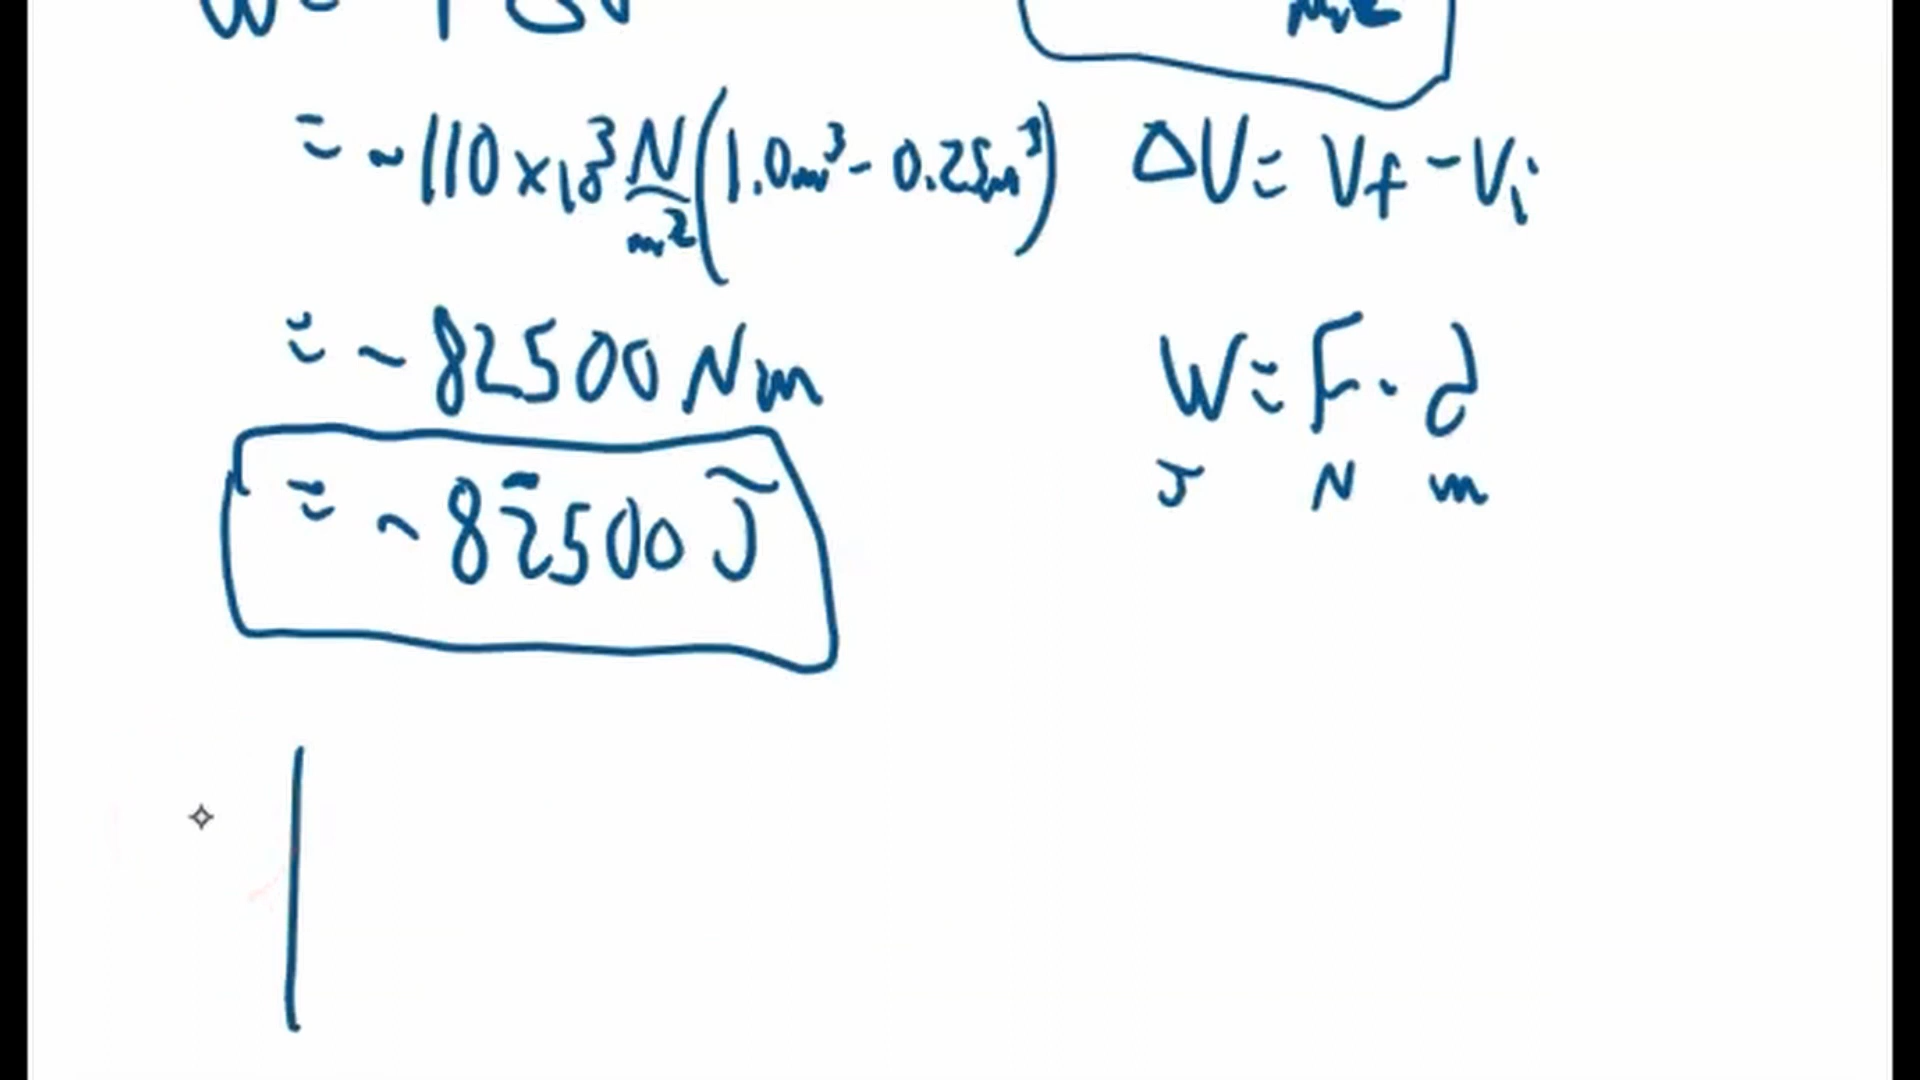 = -110 x 10³ N/m² (1.0m³ - 0.25m³) ΔV = Vf - Vi
= - 82500 Nm
W = F · d
J N m
= - 82500 J